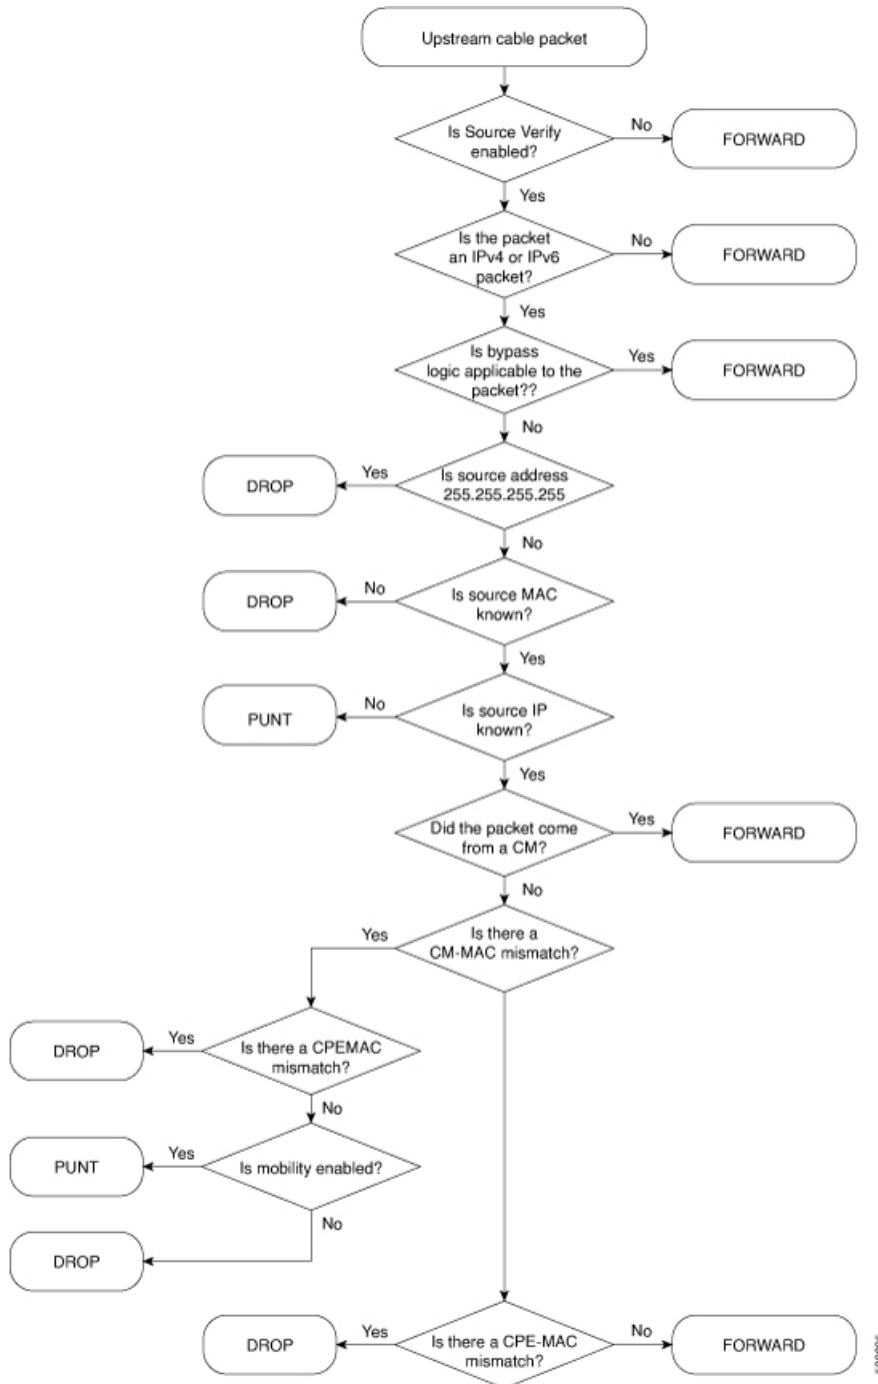 Upstream cable packet
Is Source Verify
enabled?
No
FORWARD
Yes
Is the packet
an IPv4 or IPv6
packet?
No
FORWARD
Yes
Is bypass
logic applicable to the
packet??
Yes
FORWARD
No
Is source address
255.255.255.255
Yes
DROP
No
Is source MAC
known?
No
DROP
Yes
Is source IP
known?
No
PUNT
Yes
Did the packet come
from a CM?
Yes
FORWARD
No
Is there a
CM-MAC mismatch?
Yes
Is there a CPEMAC
mismatch?
Yes
DROP
No
Is mobility enabled?
Yes
PUNT
No
DROP
Is there a CPE-MAC
mismatch?
Yes
DROP
No
FORWARD